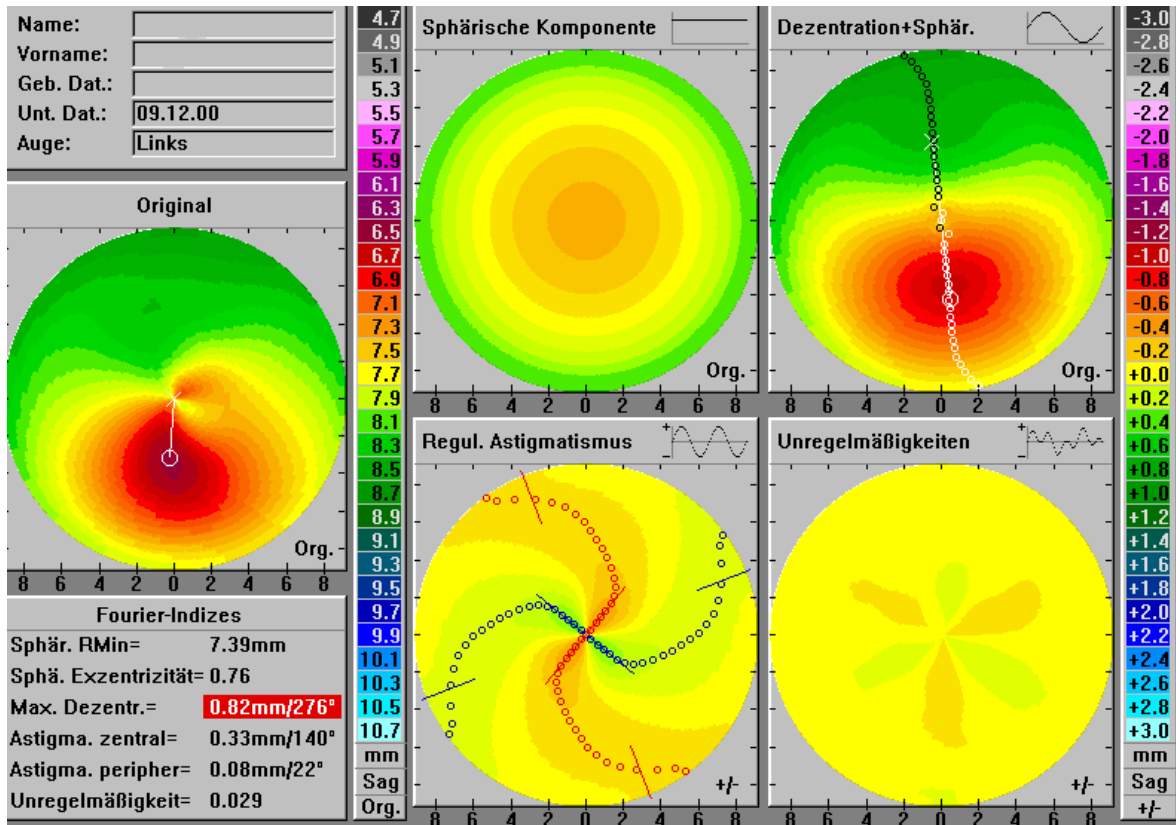 Name:
Vorname:
Geb. Dat.:
Unt. Dat.: 09.12.00
Auge: Links
Original
Org.
8 6 4 2 0 2 4 6 8
Fourier-Indizes
Sphär. RMin= 7.39mm
Sphä. Exzentrizität= 0.76
Max. Dezentr.= 0.82mm/276°
Astigma. zentral= 0.33mm/140°
Astigma. peripher= 0.08mm/22°
Unregelmäßigkeit= 0.029
4.7
4.9
5.1
5.3
5.5
5.7
5.9
6.1
6.3
6.5
6.7
6.9
7.1
7.3
7.5
7.7
7.9
8.1
8.3
8.5
8.7
8.9
9.1
9.3
9.5
9.7
9.9
10.1
10.3
10.5
10.7
mm
Sag
Org.
Sphärische Komponente
Org.
8 6 4 2 0 2 4 6 8
Dezentration+Sphär.
Org.
8 6 4 2 0 2 4 6 8
Regul. Astigmatismus
+
−
+/-
8 6 4 2 0 2 4 6 8
Unregelmäßigkeiten
+
−
+/-
8 6 4 2 0 2 4 6 8
-3.0
-2.8
-2.6
-2.4
-2.2
-2.0
-1.8
-1.6
-1.4
-1.2
-1.0
-0.8
-0.6
-0.4
-0.2
+0.0
+0.2
+0.4
+0.6
+0.8
+1.0
+1.2
+1.4
+1.6
+1.8
+2.0
+2.2
+2.4
+2.6
+2.8
+3.0
mm
Sag
+/-